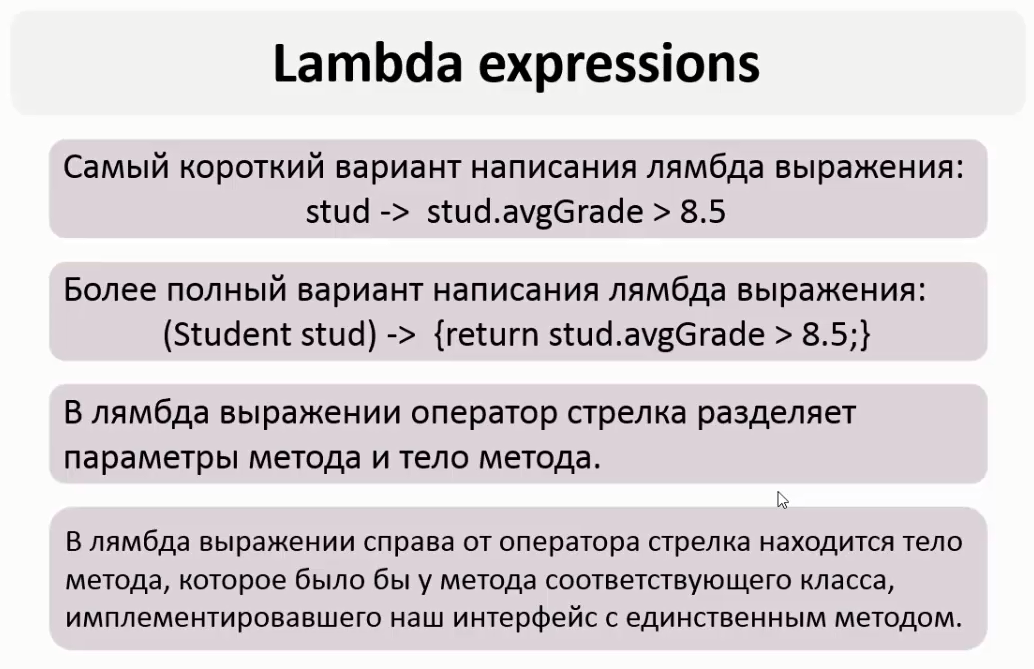 Lambda expressions
Самый короткий вариант написания лямбда выражения:
stud -> stud.avgGrade > 8.5
Более полный вариант написания лямбда выражения:
(Student stud) -> {return stud.avgGrade > 8.5;}
В лямбда выражении оператор стрелка разделяет
параметры метода и тело метода.
В лямбда выражении справа от оператора стрелка находится тело
метода, которое было бы у метода соответствующего класса,
имплементировавшего наш интерфейс с единственным методом.